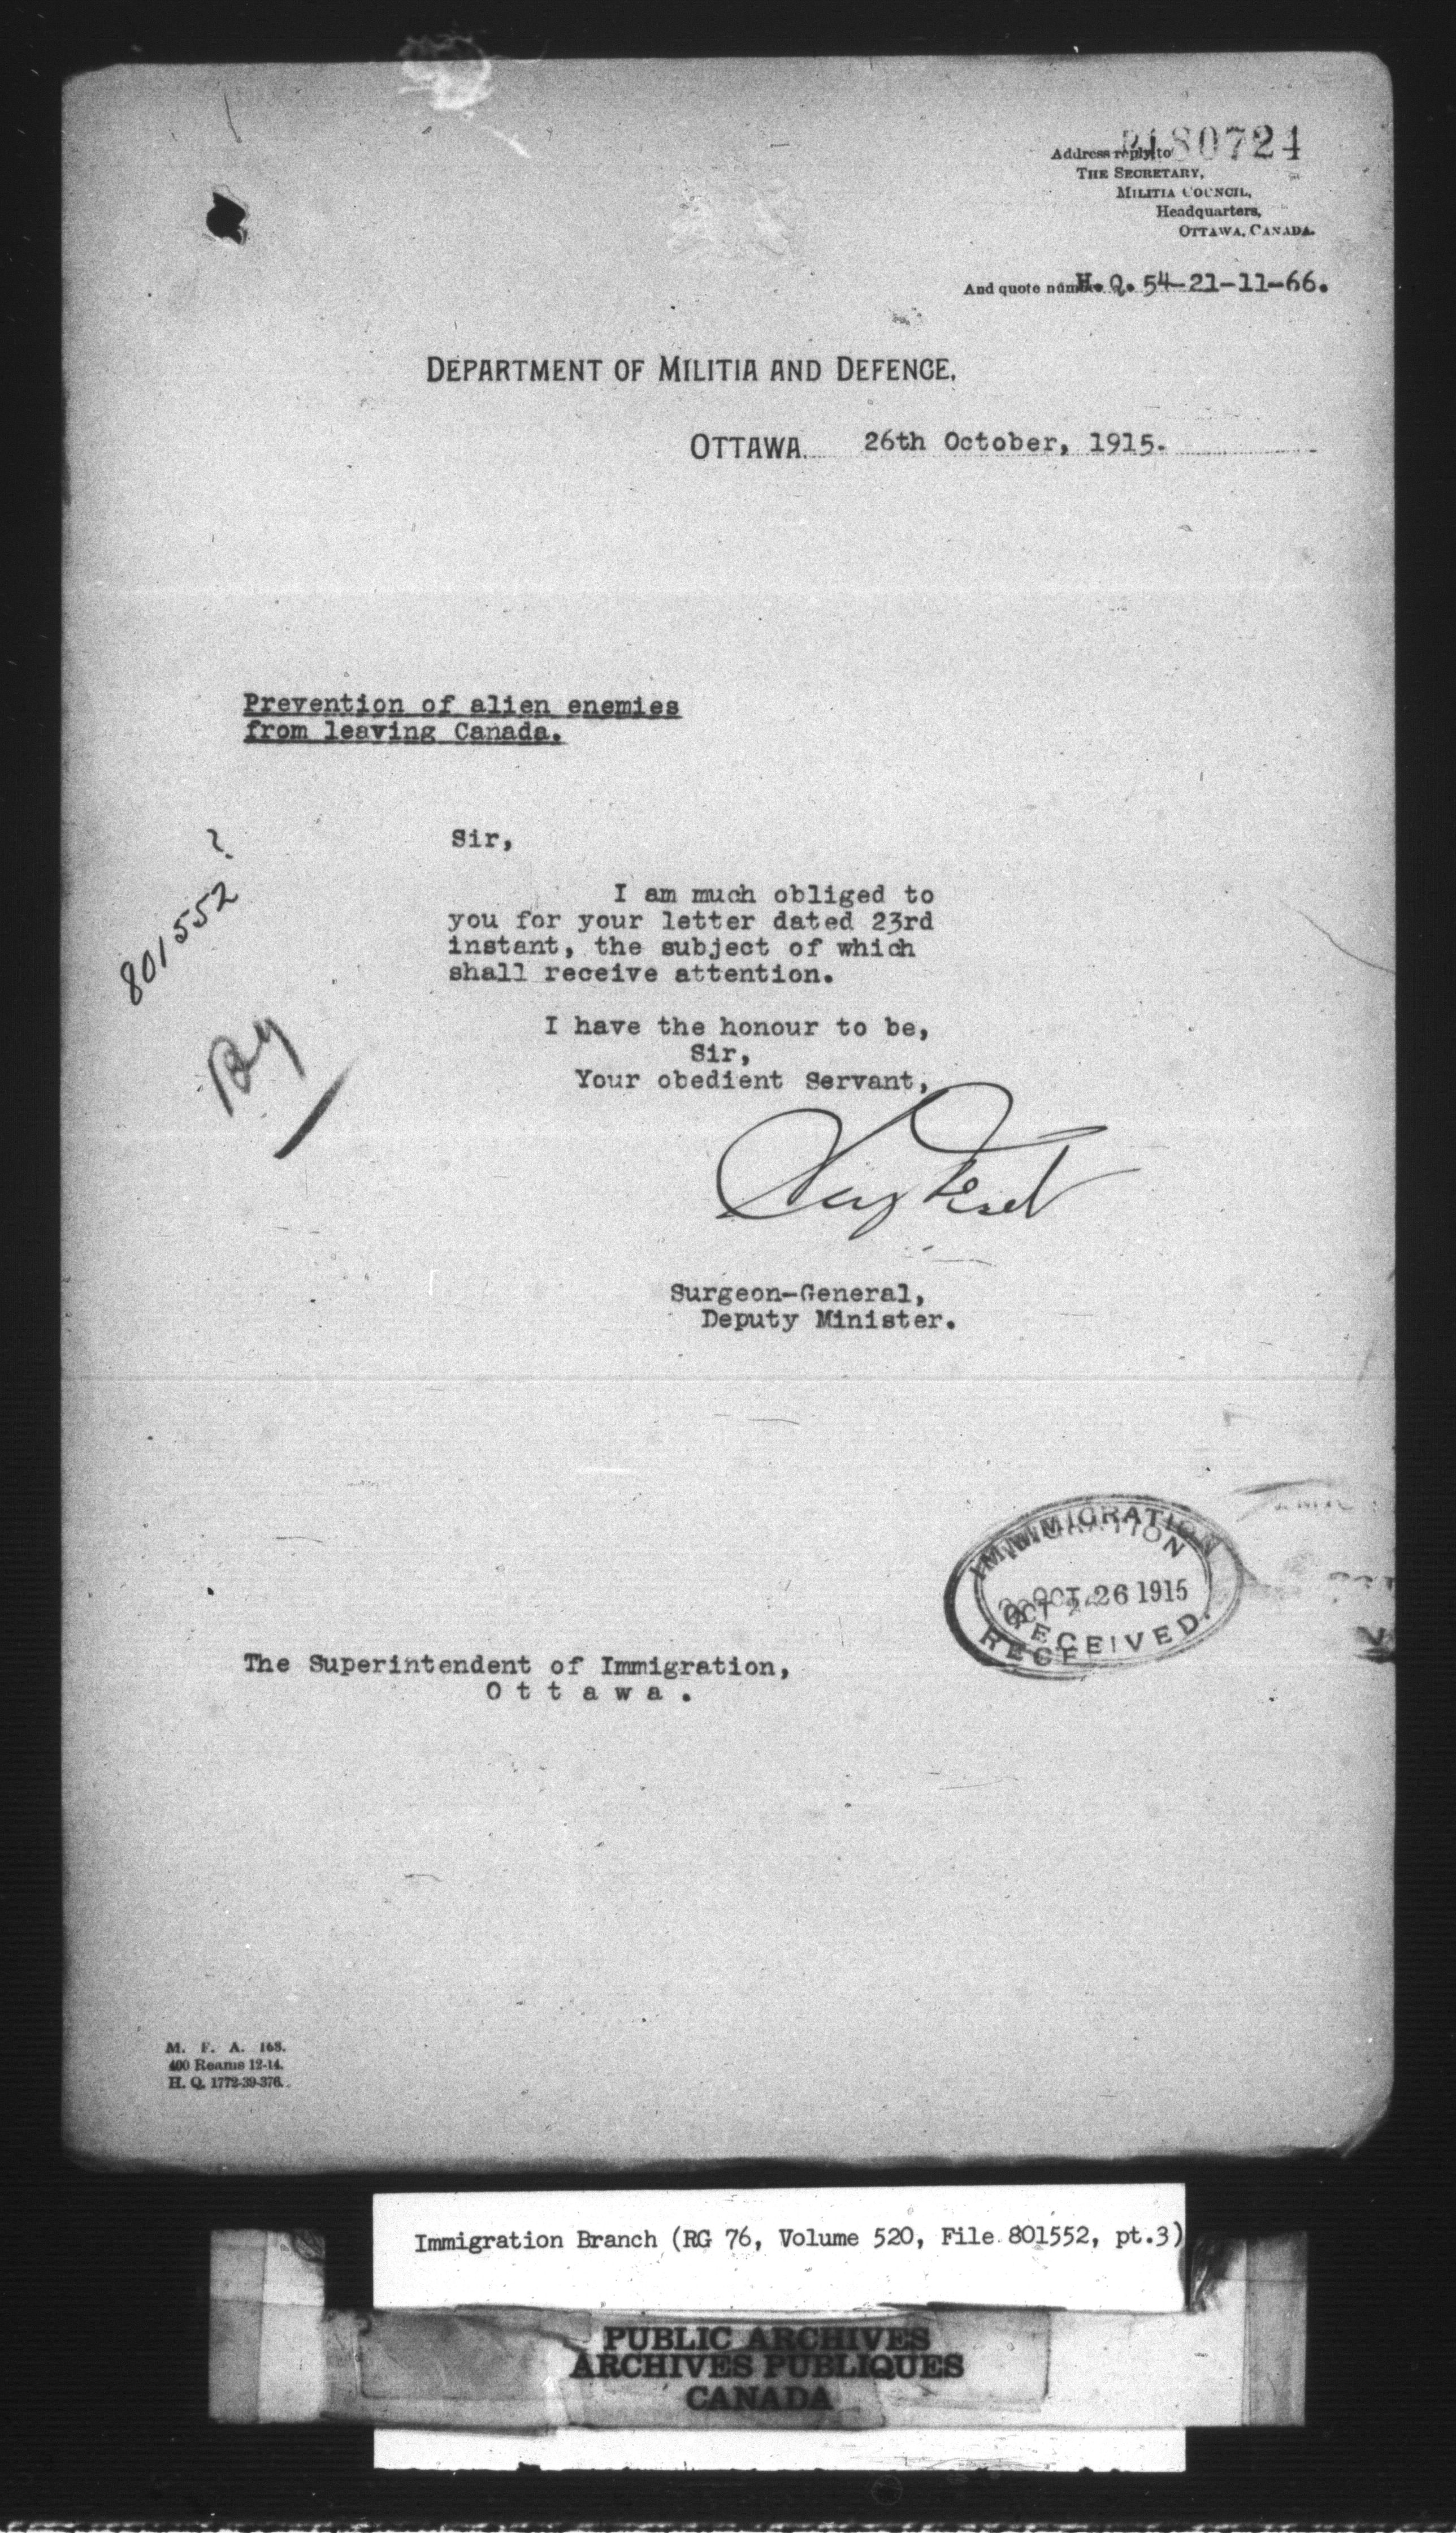 2180724
Address reply to
THE SECRETARY,
MILITIA COUNCIL,
Headquarters,
OTTAWA, CANADA.
And quote H. Q. 54-21-11-66.
DEPARTMENT OF MILITIA AND DEFENCE,
OTTAWA. 26th October, 1915.
Prevention of alien enemies
from leaving Canada.
?
801552
Sir,
I am much obliged to
you for your letter dated 23rd
instant, the subject of which
shall receive attention.
I have the honour to be,
Sir,
Your obedient Servant,
Surgeon-General,
Deputy Minister.
IMMIGRATION
OCT 26 1915
RECEIVED.
The Superintendent of Immigration,
Ottawa.
M. F. A. 168.
400 Reams 12-14.
H. Q. 1772-39-376.
Immigration Branch (RG 76, Volume 520, File 801552, pt.3)
PUBLIC ARCHIVES
ARCHIVES PUBLIQUES
CANADA